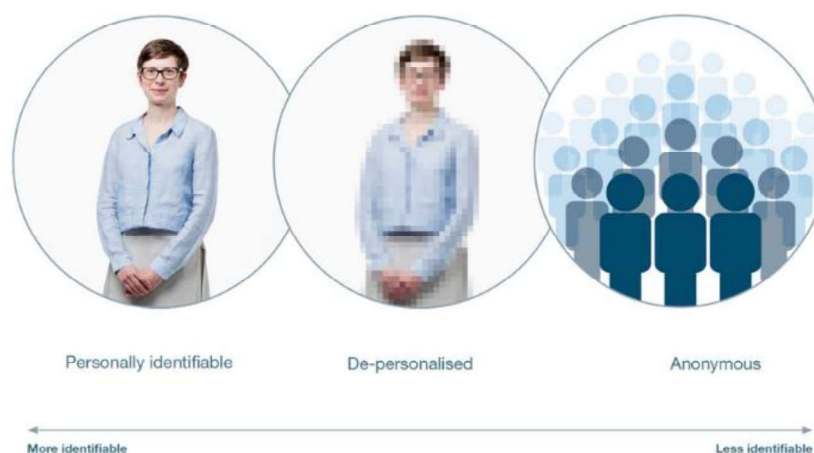 Personally identifiable
De-personalised
Anonymous
More identifiable
Less identifiable